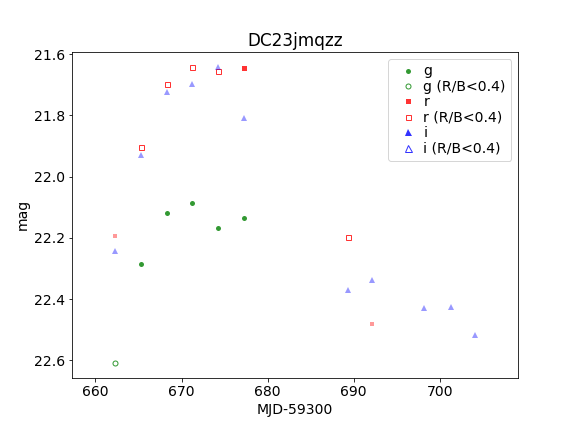 DC23jmqzz
21.6
21.8
22.0
22.2
22.4
22.6
mag
660
670
680
690
700
MJD-59300
g
g (R/B<0.4)
r
r (R/B<0.4)
i
i (R/B<0.4)